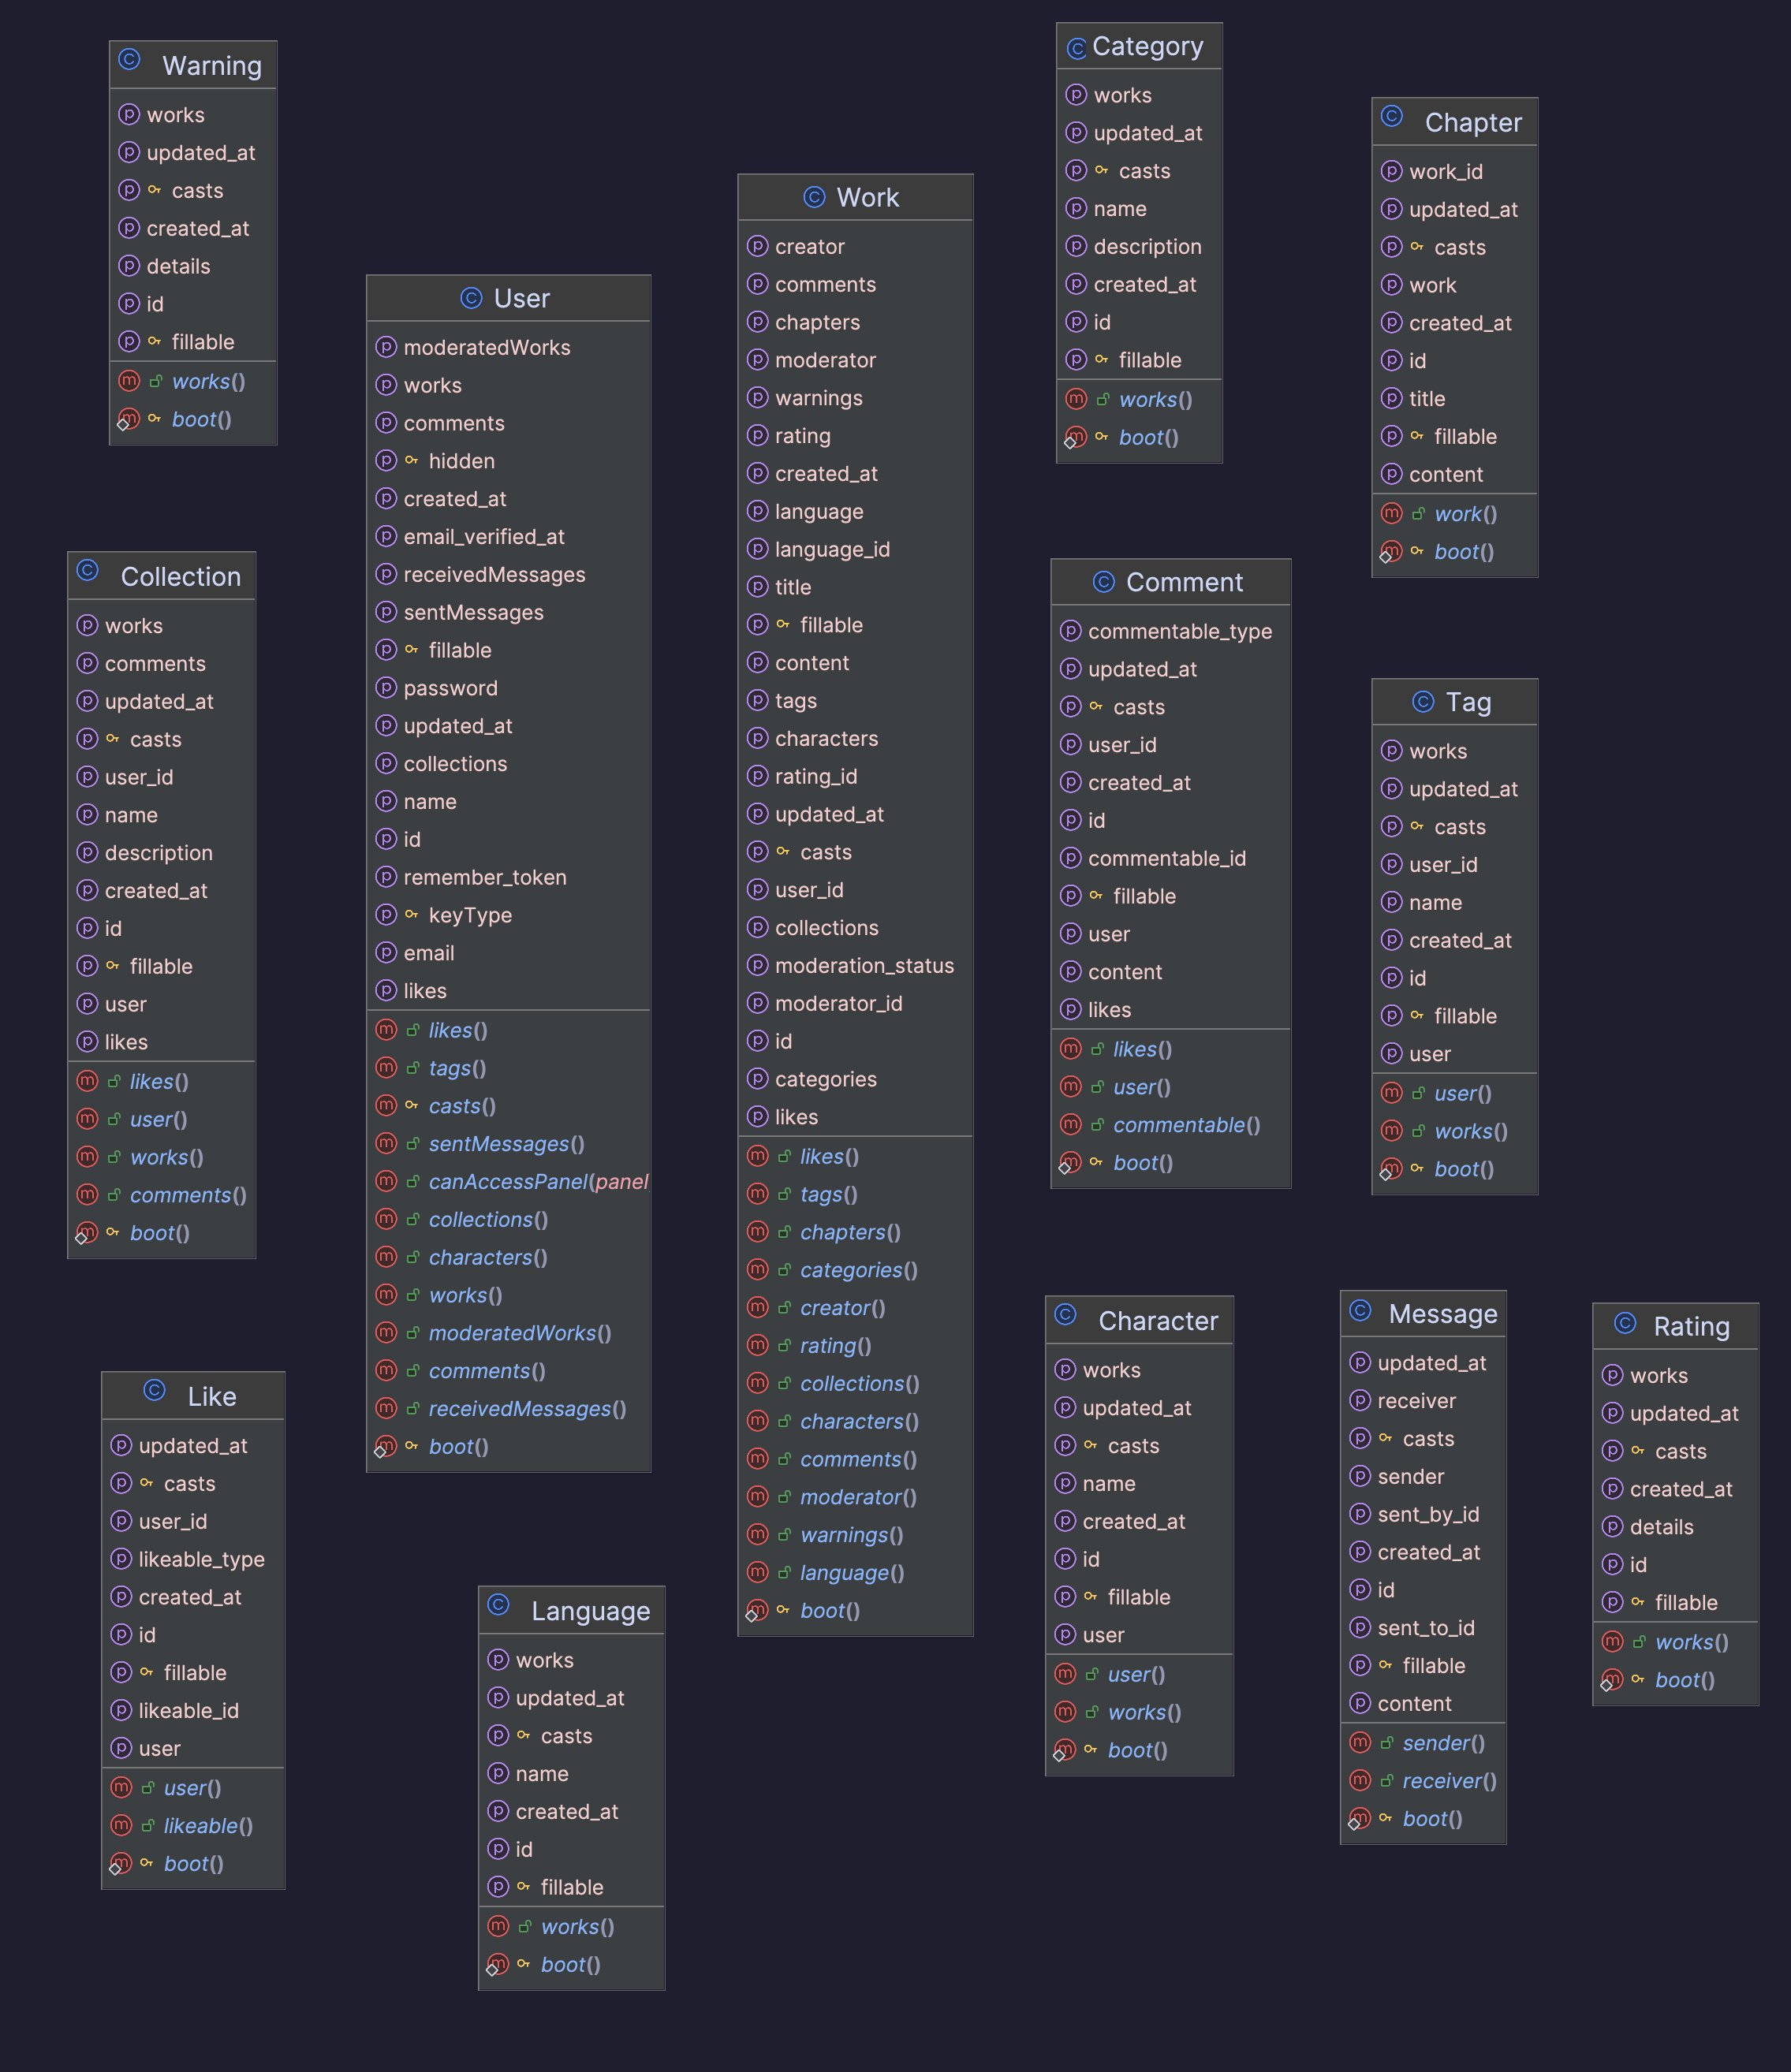 Warning
works
updated_at
casts
created_at
details
id
fillable
works()
boot()
Collection
works
comments
updated_at
casts
user_id
name
description
created_at
id
fillable
user
likes
likes()
user()
works()
comments()
boot()
Like
updated_at
casts
user_id
likeable_type
created_at
id
fillable
likeable_id
user
user()
likeable()
boot()
User
moderatedWorks
works
comments
hidden
created_at
email_verified_at
receivedMessages
sentMessages
fillable
password
updated_at
collections
name
id
remember_token
keyType
email
likes
likes()
tags()
casts()
sentMessages()
canAccessPanel(panel
collections()
characters()
works()
moderatedWorks()
comments()
receivedMessages()
boot()
Language
works
updated_at
casts
name
created_at
id
fillable
works()
boot()
Work
creator
comments
chapters
moderator
warnings
rating
created_at
language
language_id
title
fillable
content
tags
characters
rating_id
updated_at
casts
user_id
collections
moderation_status
moderator_id
id
categories
likes
likes()
tags()
chapters()
categories()
creator()
rating()
collections()
characters()
comments()
moderator()
warnings()
language()
boot()
Category
works
updated_at
casts
name
description
created_at
id
fillable
works()
boot()
Comment
commentable_type
updated_at
casts
user_id
created_at
id
commentable_id
fillable
user
content
likes
likes()
user()
commentable()
boot()
Character
works
updated_at
casts
name
created_at
id
fillable
user
user()
works()
boot()
Chapter
work_id
updated_at
casts
work
created_at
id
title
fillable
content
work()
boot()
Tag
works
updated_at
casts
user_id
name
created_at
id
fillable
user
user()
works()
boot()
Message
updated_at
receiver
casts
sender
sent_by_id
created_at
id
sent_to_id
fillable
content
sender()
receiver()
boot()
Rating
works
updated_at
casts
created_at
details
id
fillable
works()
boot()